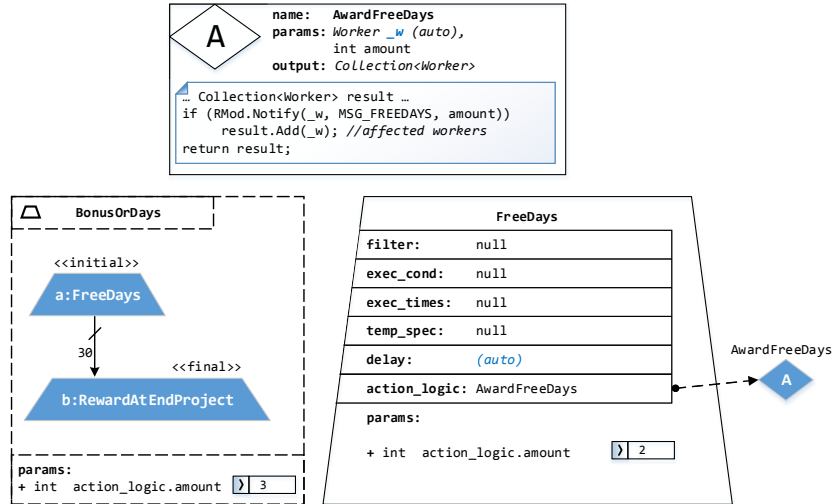 A
name: AwardFreeDays
params: Worker _w (auto),
int amount
output: Collection<Worker>
… Collection<Worker> result …
if (RMod.Notify(_w, MSG_FREEDAYS, amount))
result.Add(_w); //affected workers
return result;
BonusOrDays
<<initial>>
a:FreeDays
30
<<final>>
b:RewardAtEndProject
params:
+ int action_logic.amount 3
FreeDays
filter: null
exec_cond: null
exec_times: null
temp_spec: null
delay: (auto)
action_logic: AwardFreeDays
params:
+ int action_logic.amount 2
AwardFreeDays
A